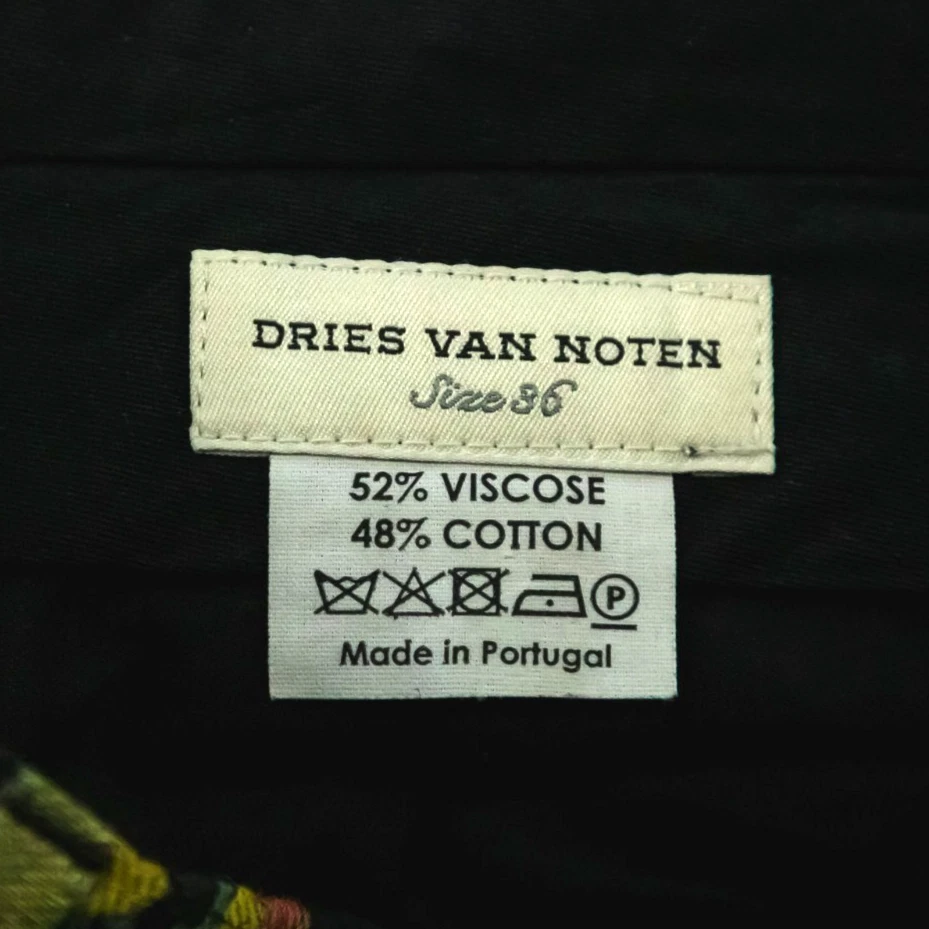 DRIES VAN NOTEN
Size 36
52% VISCOSE
48% COTTON
P
Made in Portugal